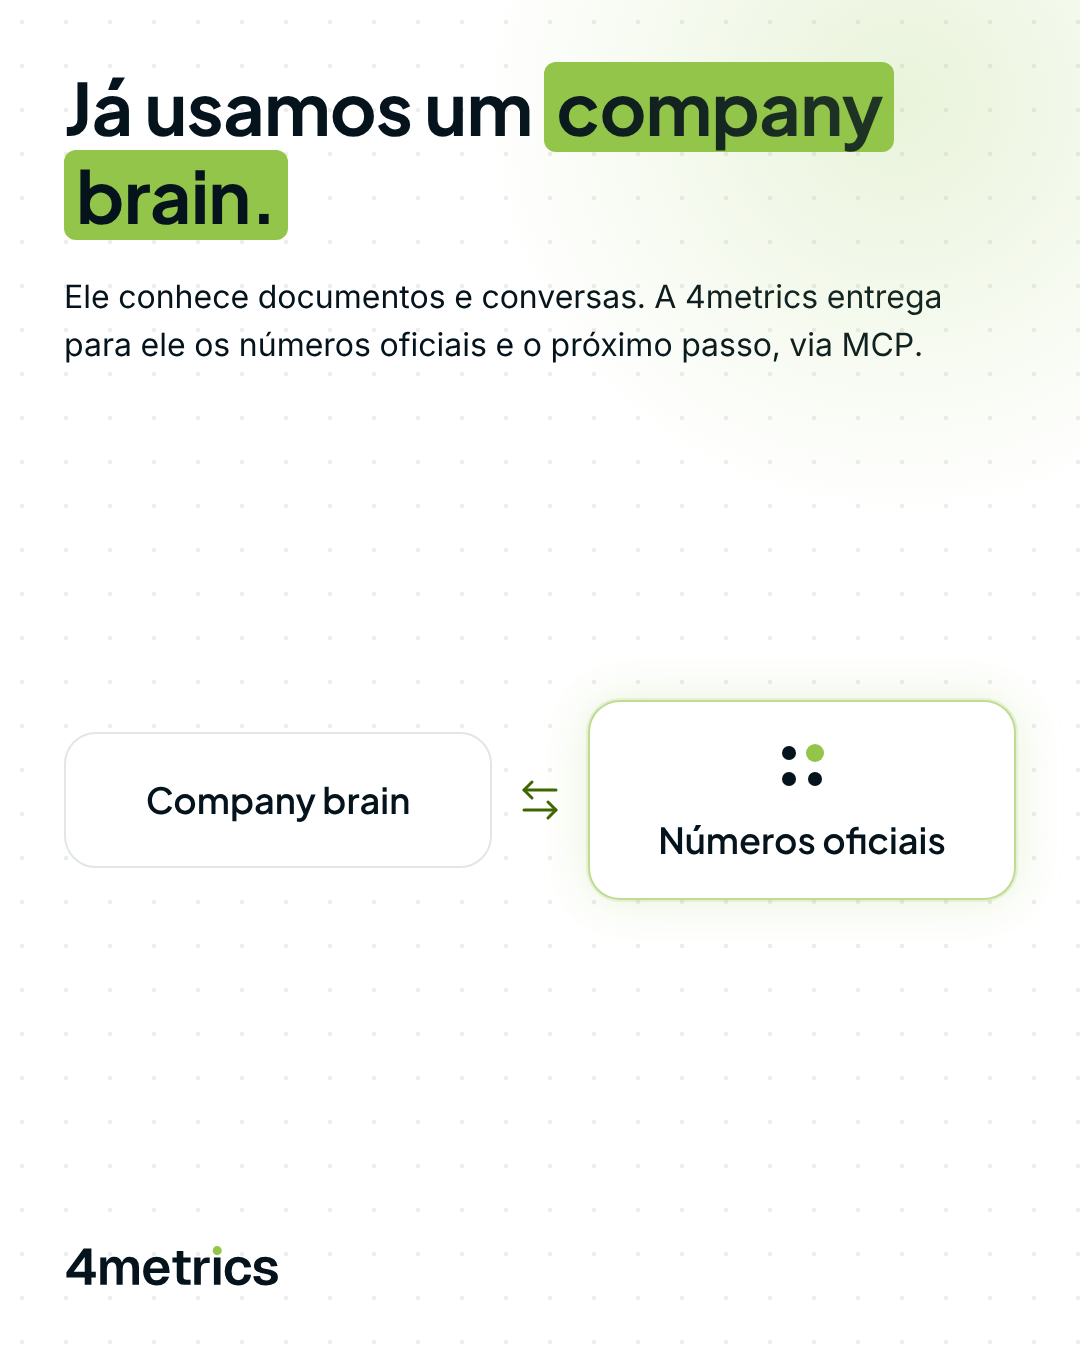 Já usamos um company
brain.
Ele conhece documentos e conversas. A 4metrics entrega
para ele os números oficiais e o próximo passo, via MCP.
Company brain
Números oficiais
4metrics